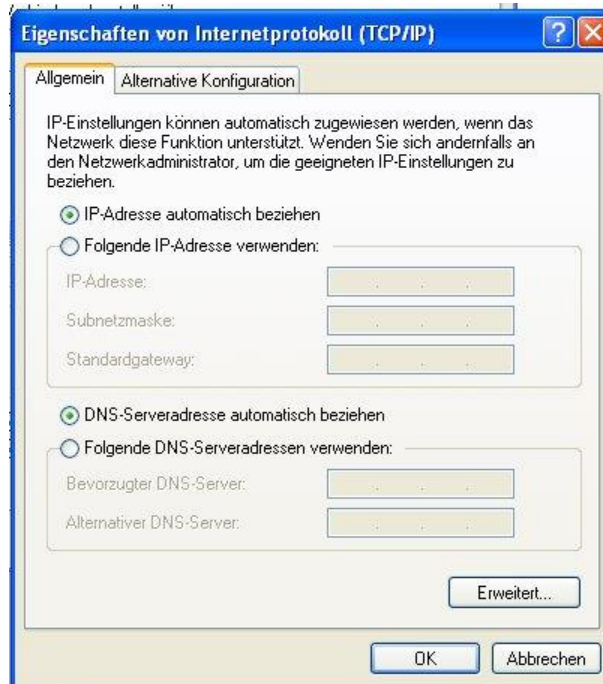 Eigenschaften von Internetprotokoll (TCP/IP)
Allgemein
Alternative Konfiguration
IP-Einstellungen können automatisch zugewiesen werden, wenn das
Netzwerk diese Funktion unterstützt. Wenden Sie sich andernfalls an
den Netzwerkadministrator, um die geeigneten IP-Einstellungen zu
beziehen.
IP-Adresse automatisch beziehen
Folgende IP-Adresse verwenden:
IP-Adresse:
Subnetzmaske:
Standardgateway:
DNS-Serveradresse automatisch beziehen
Folgende DNS-Serveradressen verwenden:
Bevorzugter DNS-Server:
Alternativer DNS-Server:
Erweitert...
OK
Abbrechen